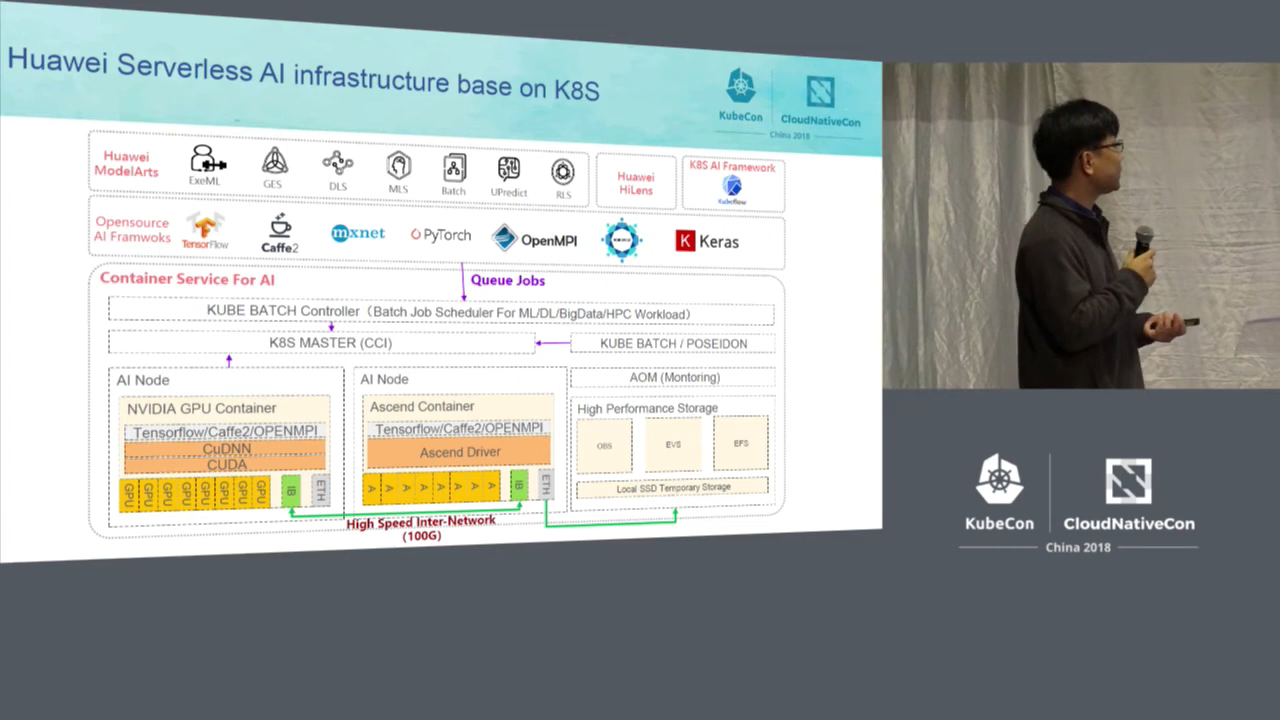 Huawei Serverless AI infrastructure base on K8S
KubeCon
CloudNativeCon
China 2018
Huawei
ModelArts
ExeML
GES
DLS
MLS
Batch
UPredict
RLS
Huawei
HiLens
K8S AI Framework
Kubeflow
Opensource
AI Framwoks
TensorFlow
Caffe2
mxnet
PyTorch
OpenMPI
K Keras
Container Service For AI
Queue Jobs
KUBE BATCH Controller（Batch Job Scheduler For ML/DL/BigData/HPC Workload）
K8S MASTER (CCI)
KUBE BATCH / POSEIDON
AI Node
NVIDIA GPU Container
Tensorflow/Caffe2/OPENMPI
CuDNN
CUDA
GPU GPU GPU GPU GPU GPU GPU GPU
IB
ETH
AI Node
Ascend Container
Tensorflow/Caffe2/OPENMPI
Ascend Driver
A A A A A A A A
IB
ETH
AOM (Montoring)
High Performance Storage
OBS
EVS
EFS
Local SSD Temporary Storage
High Speed Inter-Network
(100G)
KubeCon
CloudNativeCon
China 2018